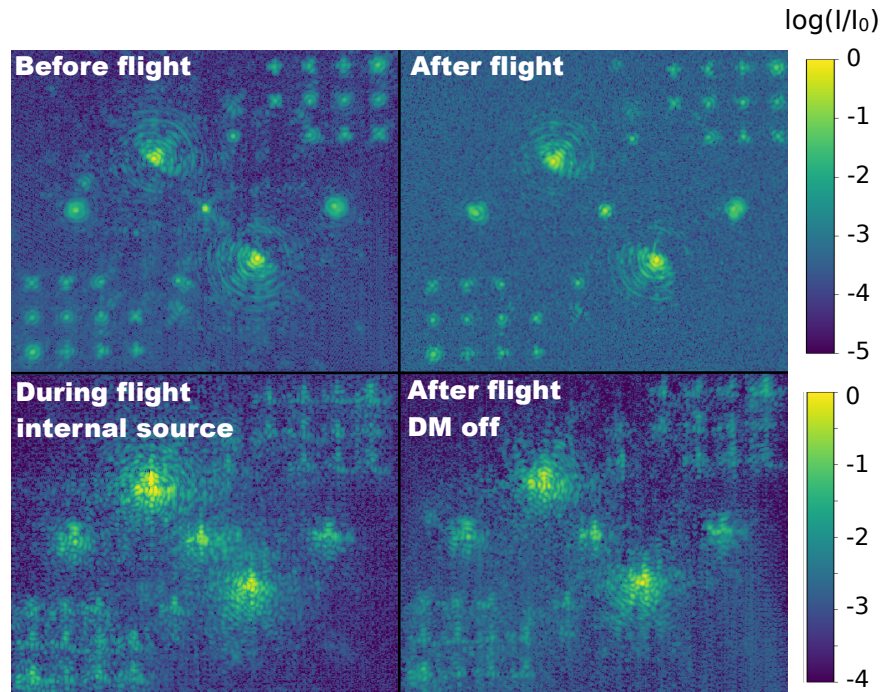 log(I/I₀)
Before flight
After flight
0
-1
-2
-3
-4
-5
During flight
internal source
After flight
DM off
0
-1
-2
-3
-4